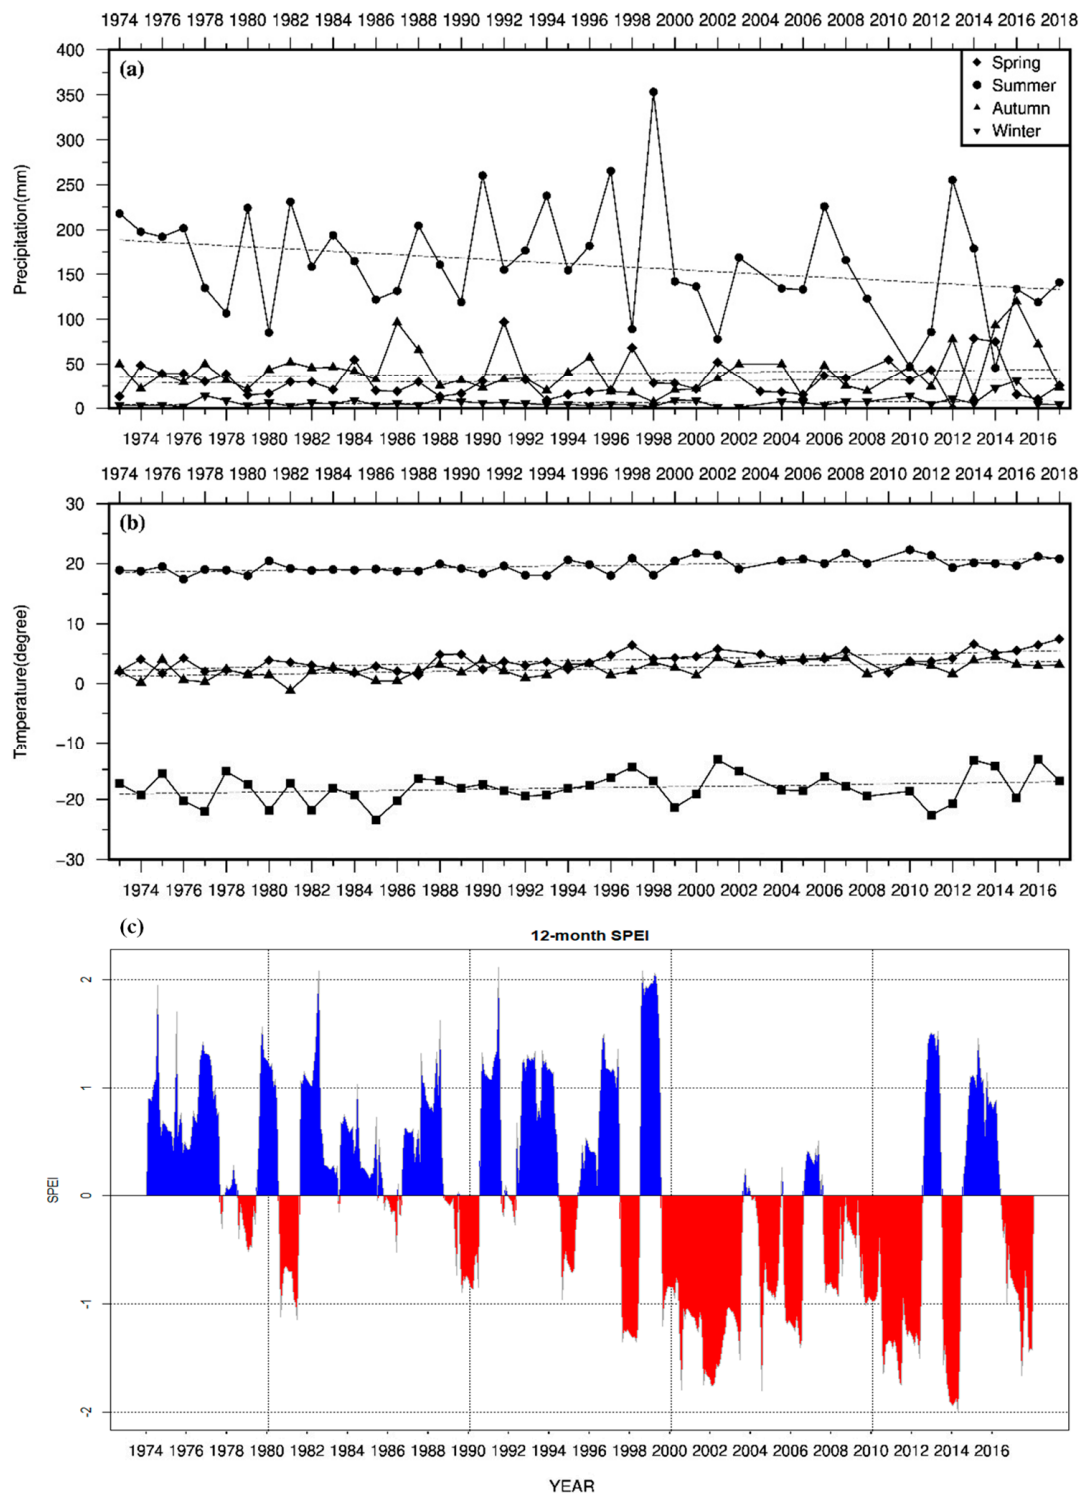 1974 1976 1978 1980 1982 1984 1986 1988 1990 1992 1994 1996 1998 2000 2002 2004 2006 2008 2010 2012 2014 2016 2018
(a)
Spring
Summer
Autumn
Winter
Precipitation(mm)
400
350
300
250
200
150
100
50
0
1974 1976 1978 1980 1982 1984 1986 1988 1990 1992 1994 1996 1998 2000 2002 2004 2006 2008 2010 2012 2014 2016
1974 1976 1978 1980 1982 1984 1986 1988 1990 1992 1994 1996 1998 2000 2002 2004 2006 2008 2010 2012 2014 2016 2018
(b)
Temperature(degree)
30
20
10
0
−10
−20
−30
1974 1976 1978 1980 1982 1984 1986 1988 1990 1992 1994 1996 1998 2000 2002 2004 2006 2008 2010 2012 2014 2016
(c)
12-month SPEI
SPEI
2
1
0
-1
-2
1974 1976 1978 1980 1982 1984 1986 1988 1990 1992 1994 1996 1998 2000 2002 2004 2006 2008 2010 2012 2014 2016
YEAR